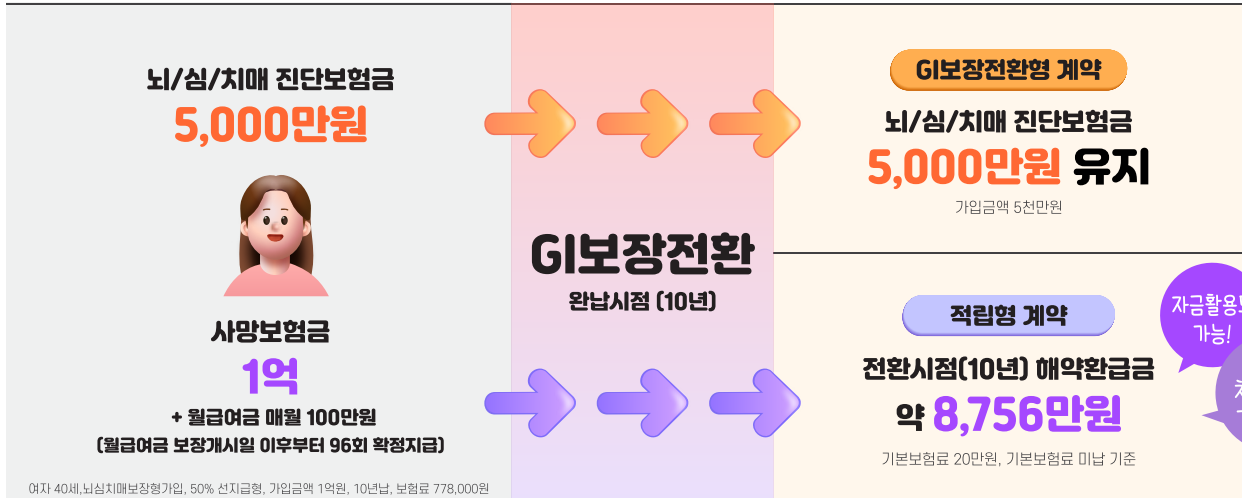 뇌/심/치매 진단보험금
5,000만원
사망보험금
1억
+ 월급여금 매월 100만원
(월급여금 보장개시일 이후부터 96회 확정지급)
여자 40세,뇌심치매보장형가입, 50% 선지급형, 가입금액 1억원, 10년납, 보험료 778,000원
GI보장전환
완납시점 (10년)
GI보장전환형 계약
뇌/심/치매 진단보험금
5,000만원 유지
가입금액 5천만원
적립형 계약
전환시점(10년) 해약환급금
약 8,756만원
기본보험료 20만원, 기본보험료 미납 기준
가능!